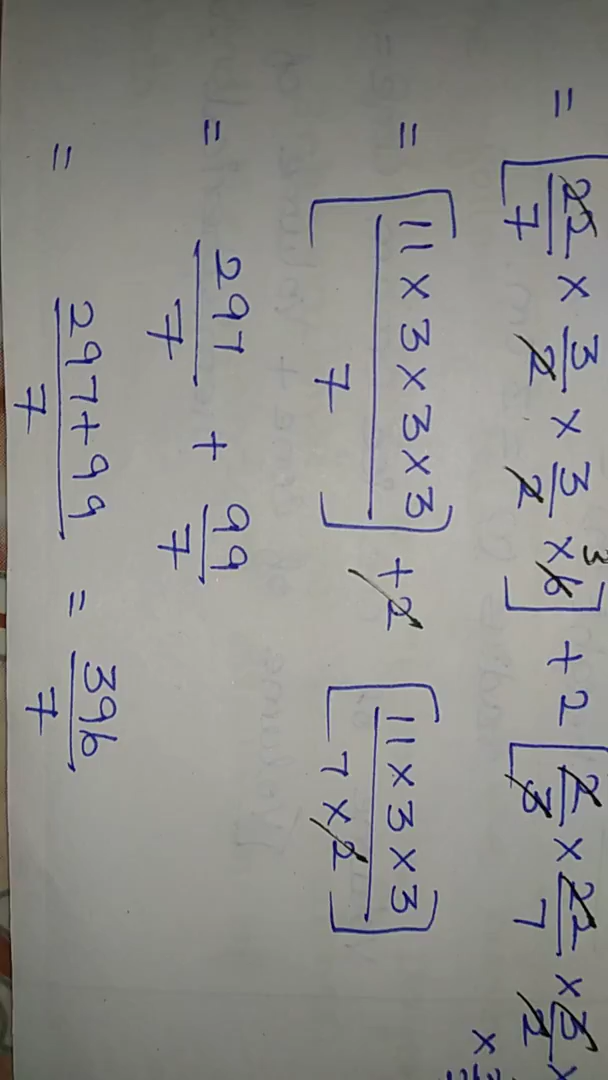 = [22/7 × 3/2 × 3/2 × 6 3] + 2 [2/3 × 22/7 × 3/2 ×
= [11 × 3 × 3 × 3 / 7] + 2 [11 × 3 × 3 / 7 × 2]
= 297/7 + 99/7
= 297 + 99 / 7 = 396/7